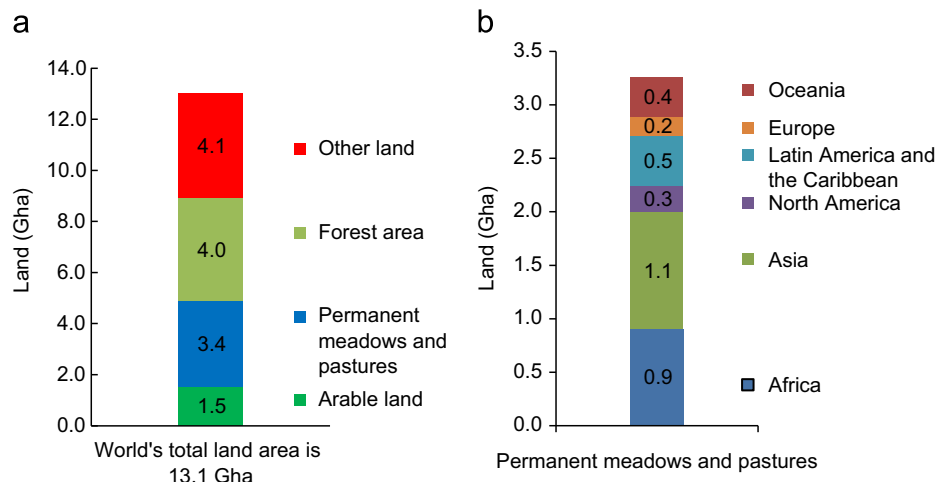 a
Land (Gha)
14.0
12.0
10.0
8.0
6.0
4.0
2.0
0.0
4.1
4.0
3.4
1.5
Other land
Forest area
Permanent
meadows and
pastures
Arable land
World's total land area is
13.1 Gha
b
Land (Gha)
3.5
3.0
2.5
2.0
1.5
1.0
0.5
0.0
0.4
0.2
0.5
0.3
1.1
0.9
Oceania
Europe
Latin America and
the Caribbean
North America
Asia
Africa
Permanent meadows and pastures